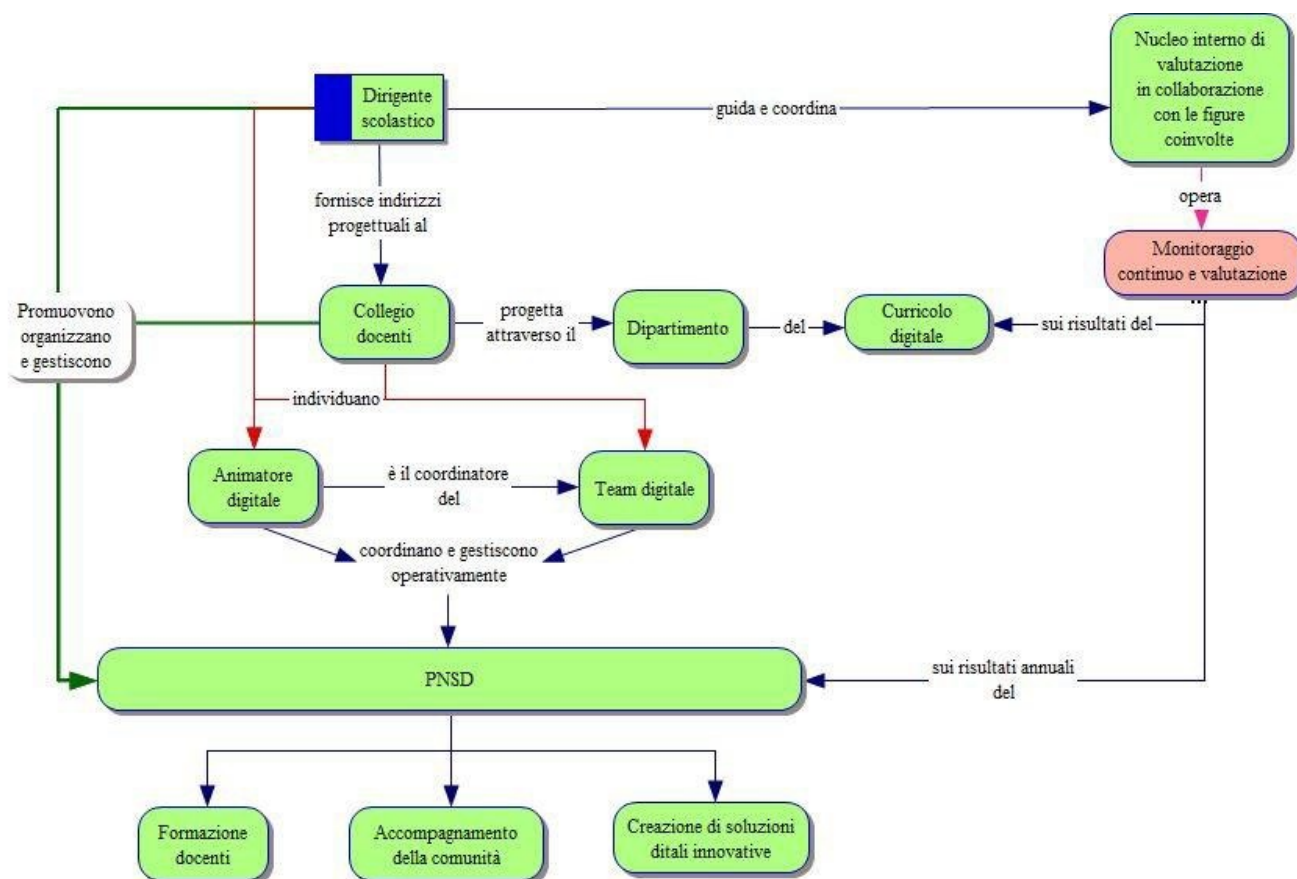 Nucleo interno di
valutazione
in collaborazione
con le figure
coinvolte
Dirigente
scolastico
guida e coordina
opera
fornisce indirizzi
progettuali al
Monitoraggio
continuo e valutazione
Promuovono
organizzano
e gestiscono
Collegio
docenti
progetta
attraverso il
Dipartimento
del
Curricolo
digitale
sui risultati del
individuano
Animatore
digitale
è il coordinatore
del
Team digitale
coordinano e gestiscono
operativamente
PNSD
sui risultati annuali
del
Formazione
docenti
Accompagnamento
della comunità
Creazione di soluzioni
ditali innovative